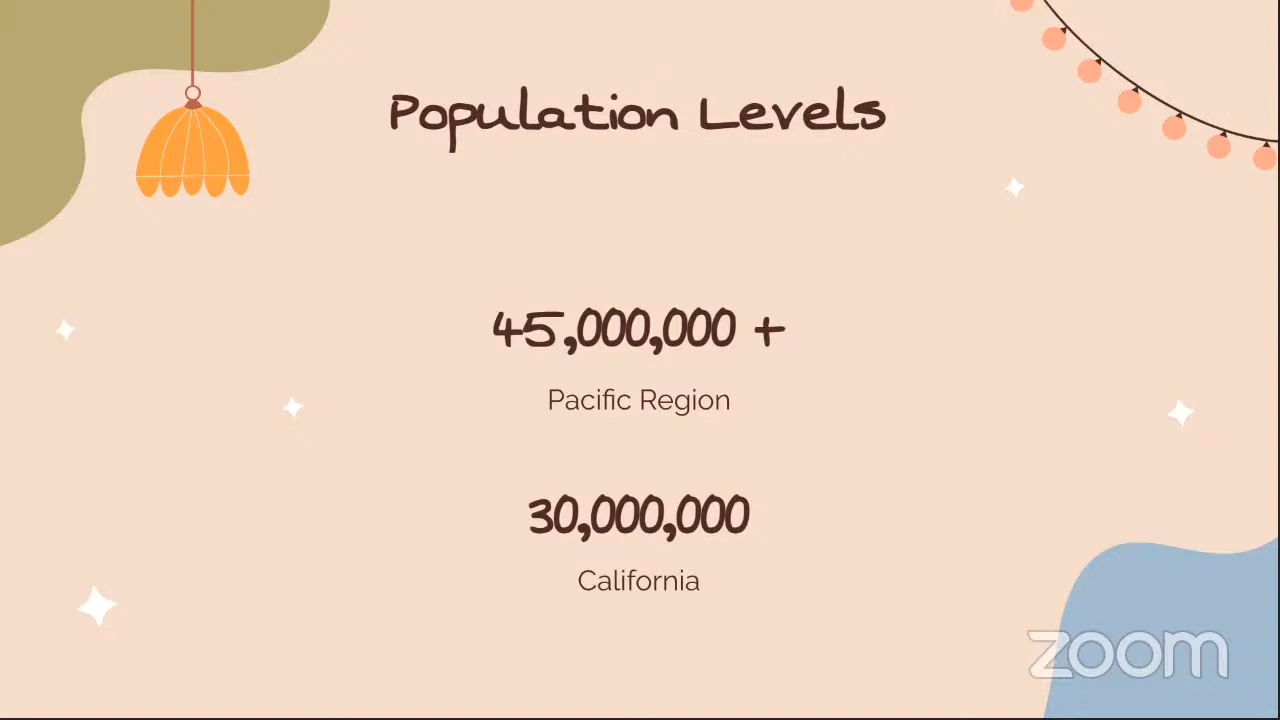 Population Levels
45,000,000 +
Pacific Region
30,000,000
California
zoom